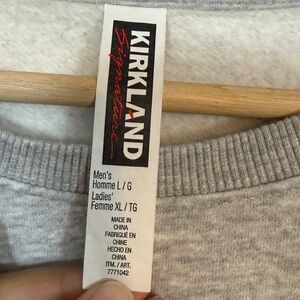 KIRKLAND
Signature
Men's
Homme L / G
Ladies'
Femme XL / TG
MADE IN
CHINA
FABRIQUÉ EN
CHINE
HECHO EN
CHINA
ITM. / ART.
7771042